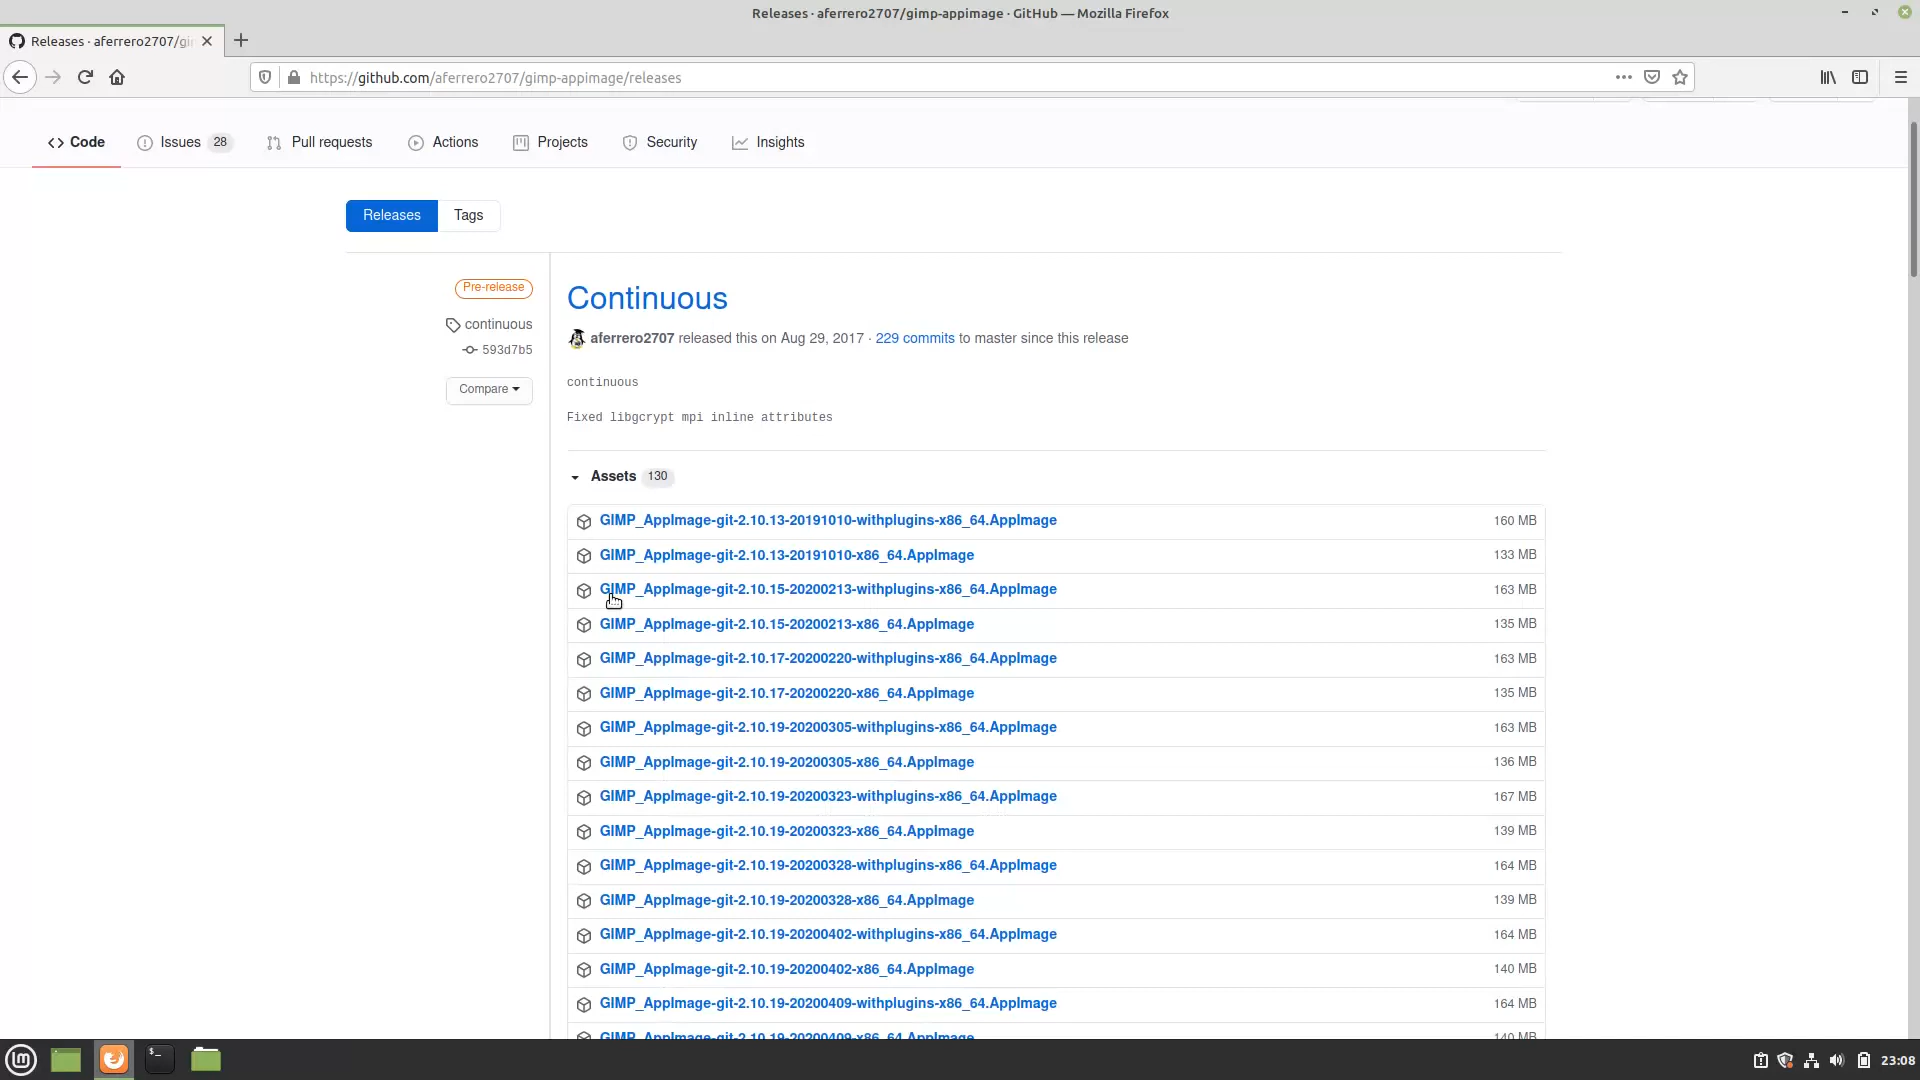 Releases · aferrero2707/gimp-appimage · GitHub — Mozilla Firefox
Releases · aferrero2707/gi
https://github.com/aferrero2707/gimp-appimage/releases
Code Issues 28 Pull requests Actions Projects Security Insights
Releases Tags
Pre-release
continuous
593d7b5
Compare
Continuous
aferrero2707 released this on Aug 29, 2017 · 229 commits to master since this release
continuous
Fixed libgcrypt mpi inline attributes
Assets 130
GIMP_AppImage-git-2.10.13-20191010-withplugins-x86_64.AppImage 160 MB
GIMP_AppImage-git-2.10.13-20191010-x86_64.AppImage 133 MB
GIMP_AppImage-git-2.10.15-20200213-withplugins-x86_64.AppImage 163 MB
GIMP_AppImage-git-2.10.15-20200213-x86_64.AppImage 135 MB
GIMP_AppImage-git-2.10.17-20200220-withplugins-x86_64.AppImage 163 MB
GIMP_AppImage-git-2.10.17-20200220-x86_64.AppImage 135 MB
GIMP_AppImage-git-2.10.19-20200305-withplugins-x86_64.AppImage 163 MB
GIMP_AppImage-git-2.10.19-20200305-x86_64.AppImage 136 MB
GIMP_AppImage-git-2.10.19-20200323-withplugins-x86_64.AppImage 167 MB
GIMP_AppImage-git-2.10.19-20200323-x86_64.AppImage 139 MB
GIMP_AppImage-git-2.10.19-20200328-withplugins-x86_64.AppImage 164 MB
GIMP_AppImage-git-2.10.19-20200328-x86_64.AppImage 139 MB
GIMP_AppImage-git-2.10.19-20200402-withplugins-x86_64.AppImage 164 MB
GIMP_AppImage-git-2.10.19-20200402-x86_64.AppImage 140 MB
GIMP_AppImage-git-2.10.19-20200409-withplugins-x86_64.AppImage 164 MB
GIMP_AppImage-git-2.10.19-20200409-x86_64.AppImage 140 MB
23:08